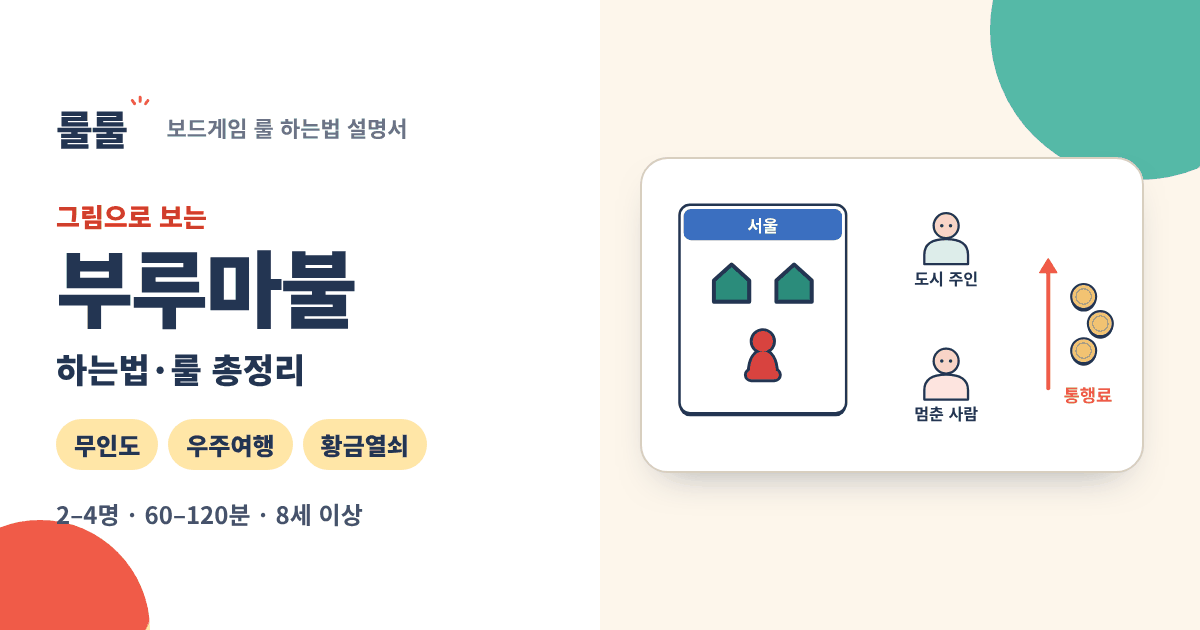 룰룰 보드게임 룰 하는법 설명서
그림으로 보는
부루마불
하는법·룰 총정리
무인도 우주여행 황금열쇠
2–4명 · 60–120분 · 8세 이상
서울
도시 주인
멈춘 사람
통행료